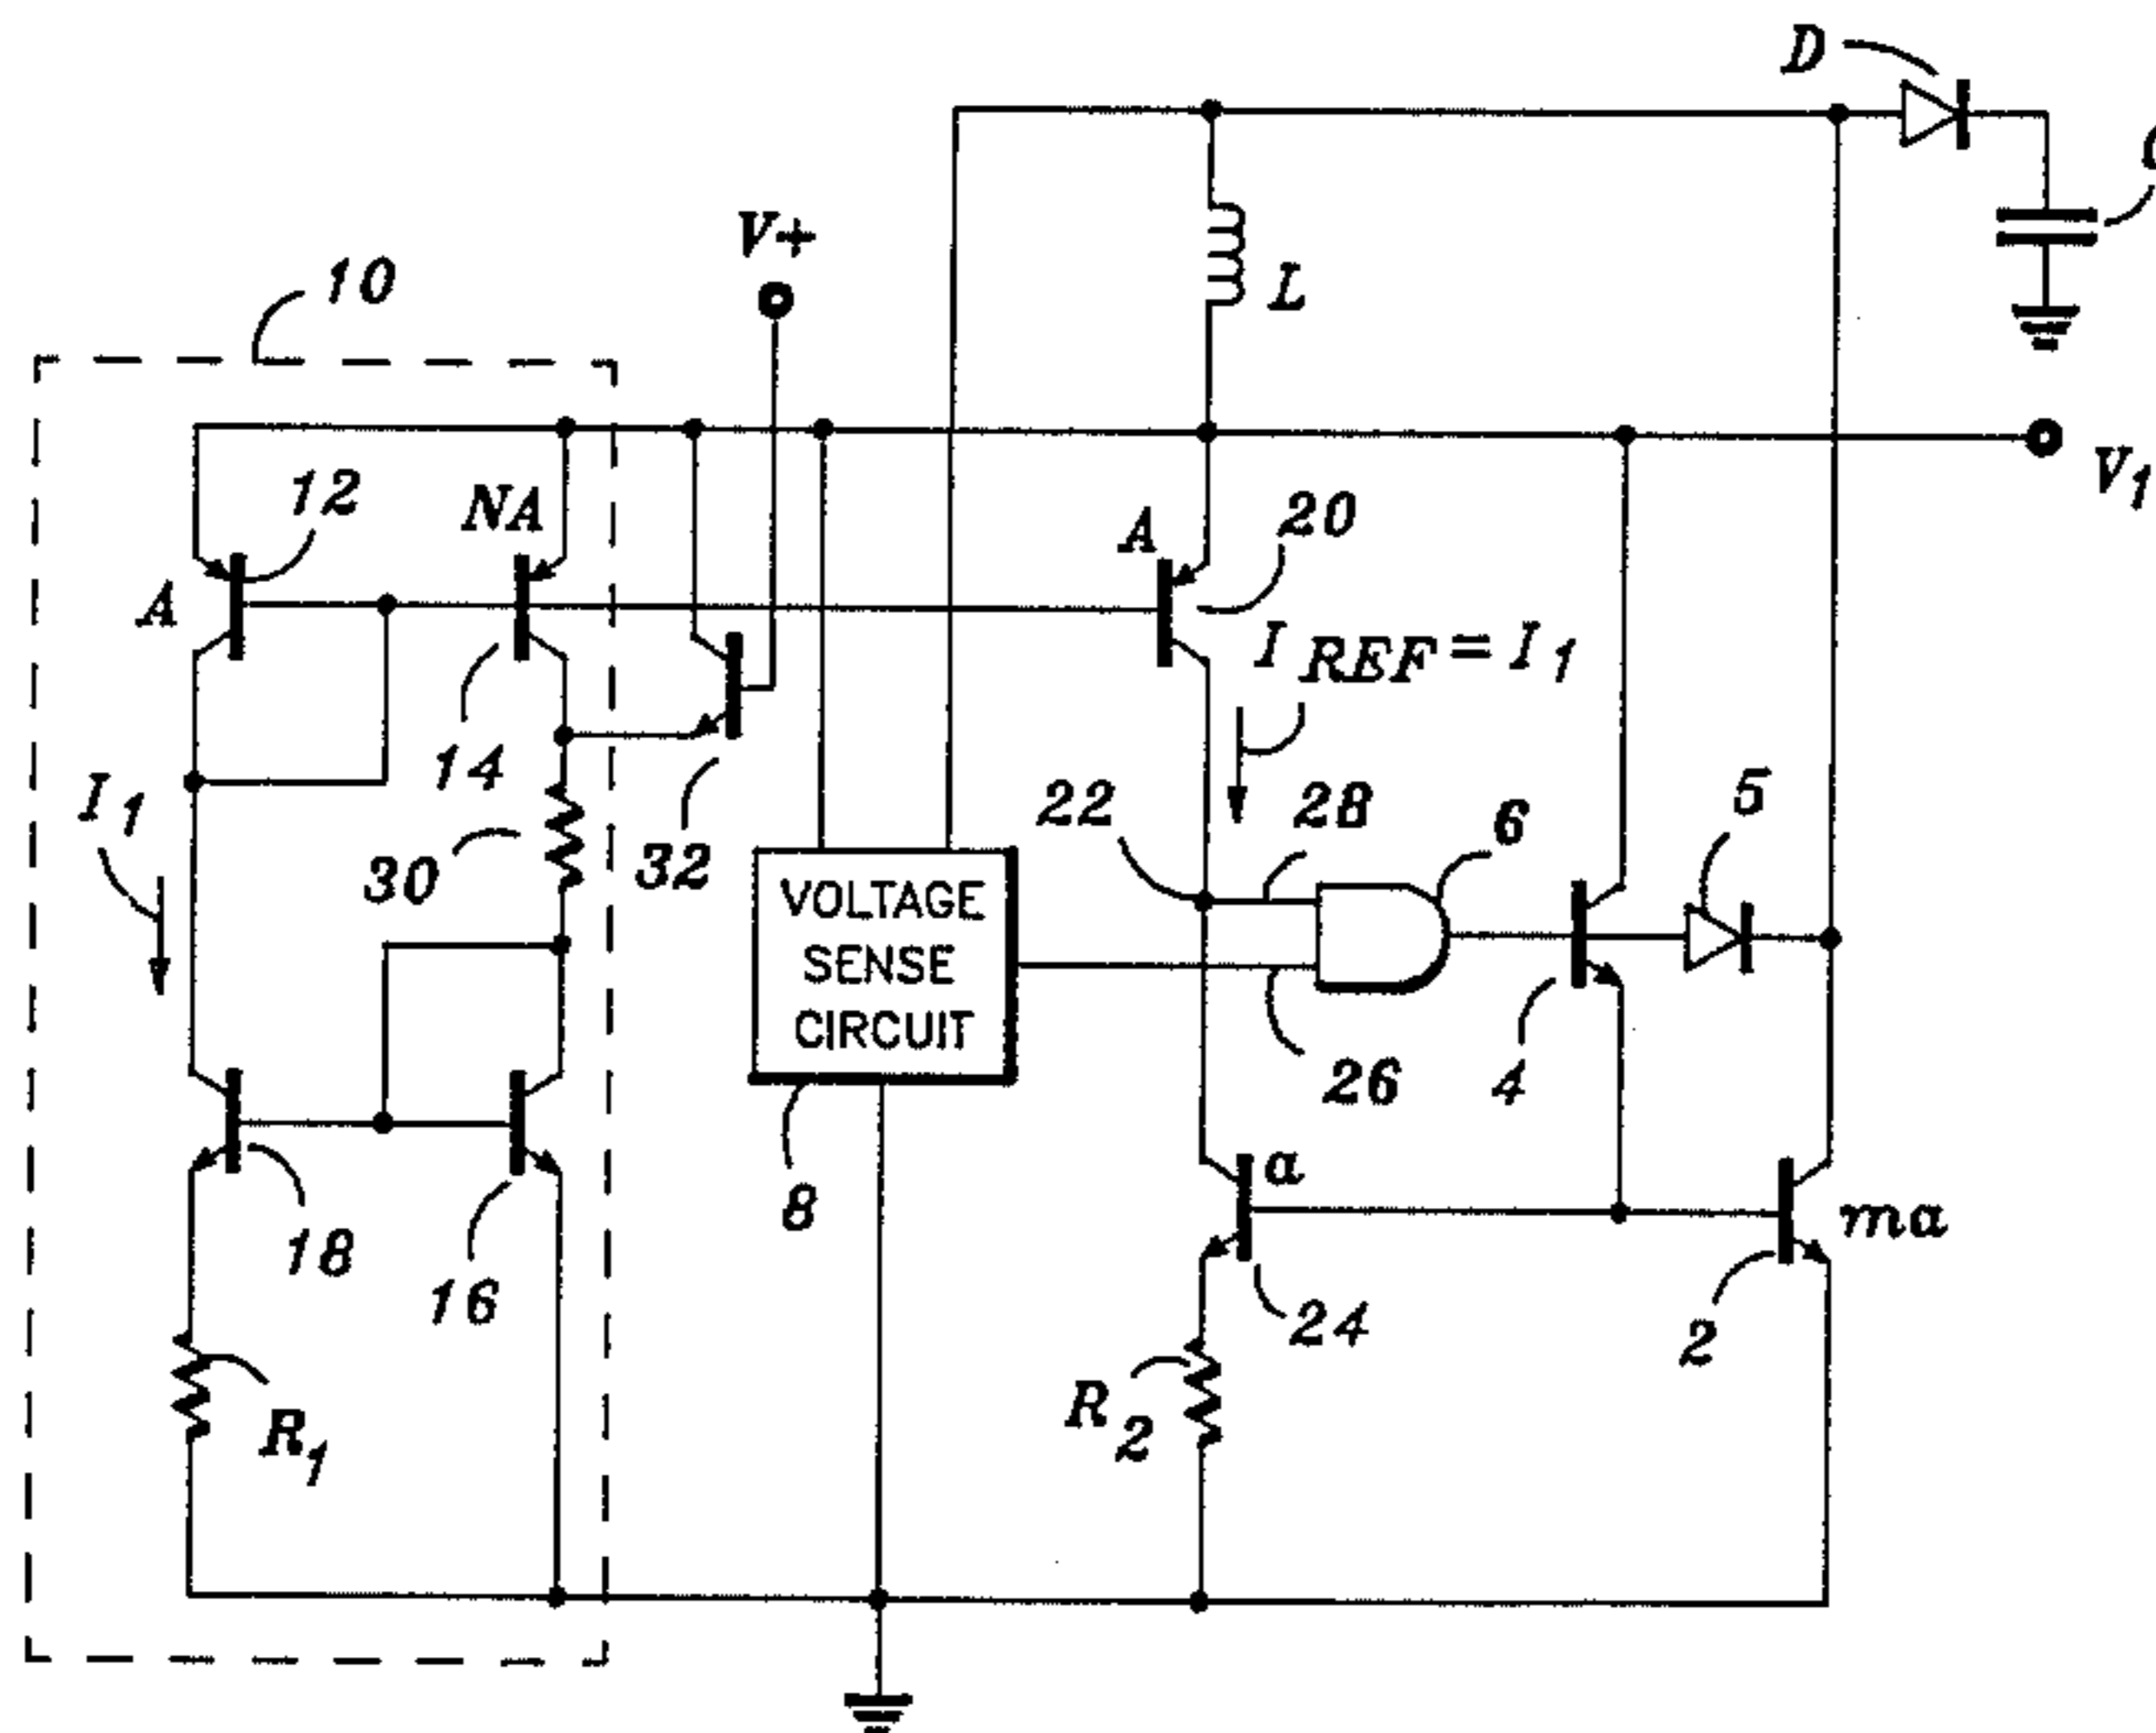 D
V+
10
L
12
NA
V1
A
20
A
I REF = I1
14
I1
22
28
6
5
30
32
VOLTAGE
SENSE
CIRCUIT
26
4
a
8
ma
18
16
24
2
R1
R2